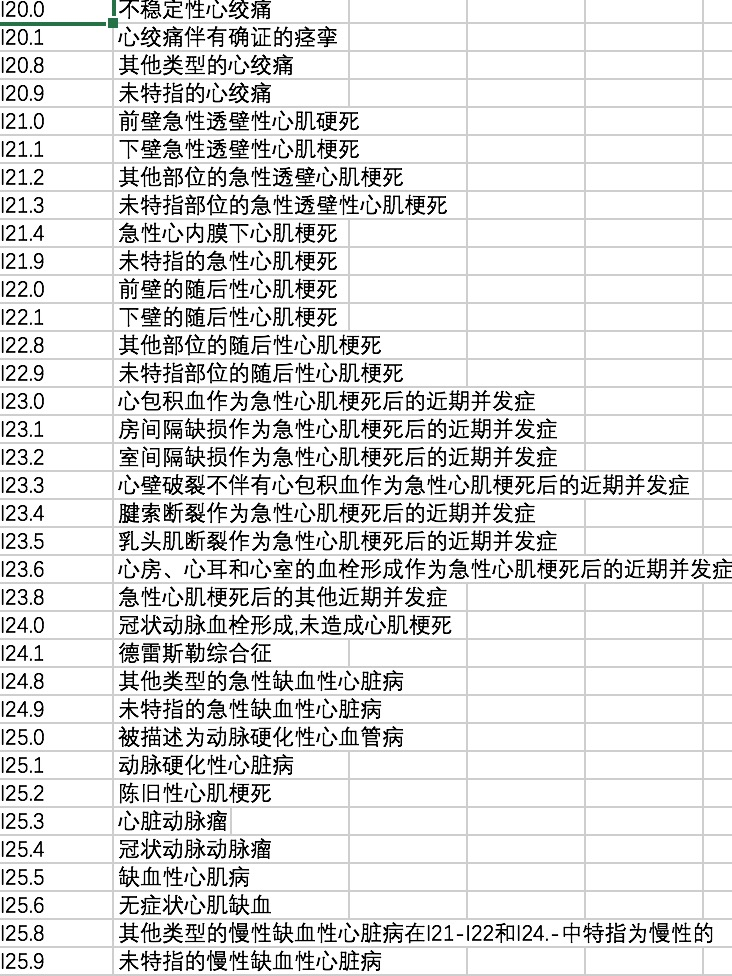 I20.0 不稳定性心绞痛
I20.1 心绞痛伴有确证的痉挛
I20.8 其他类型的心绞痛
I20.9 未特指的心绞痛
I21.0 前壁急性透壁性心肌硬死
I21.1 下壁急性透壁性心肌梗死
I21.2 其他部位的急性透壁心肌梗死
I21.3 未特指部位的急性透壁性心肌梗死
I21.4 急性心内膜下心肌梗死
I21.9 未特指的急性心肌梗死
I22.0 前壁的随后性心肌梗死
I22.1 下壁的随后性心肌梗死
I22.8 其他部位的随后性心肌梗死
I22.9 未特指部位的随后性心肌梗死
I23.0 心包积血作为急性心肌梗死后的近期并发症
I23.1 房间隔缺损作为急性心肌梗死后的近期并发症
I23.2 室间隔缺损作为急性心肌梗死后的近期并发症
I23.3 心壁破裂不伴有心包积血作为急性心肌梗死后的近期并发症
I23.4 腱索断裂作为急性心肌梗死后的近期并发症
I23.5 乳头肌断裂作为急性心肌梗死后的近期并发症
I23.6 心房、心耳和心室的血栓形成作为急性心肌梗死后的近期并发症
I23.8 急性心肌梗死后的其他近期并发症
I24.0 冠状动脉血栓形成,未造成心肌梗死
I24.1 德雷斯勒综合征
I24.8 其他类型的急性缺血性心脏病
I24.9 未特指的急性缺血性心脏病
I25.0 被描述为动脉硬化性心血管病
I25.1 动脉硬化性心脏病
I25.2 陈旧性心肌梗死
I25.3 心脏动脉瘤
I25.4 冠状动脉动脉瘤
I25.5 缺血性心肌病
I25.6 无症状心肌缺血
I25.8 其他类型的慢性缺血性心脏病在I21-I22和I24.-中特指为慢性的
I25.9 未特指的慢性缺血性心脏病